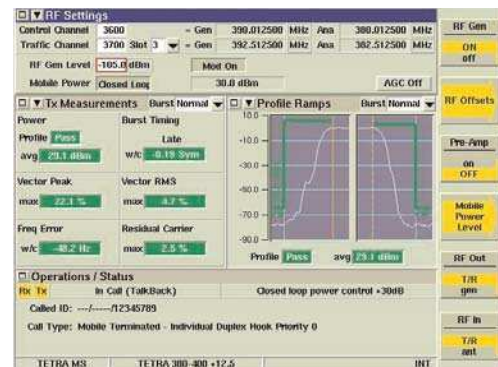 RF Settings
Control Channel 3600 = Gen 390.012500 MHz Ana 380.012500 MHz
Traffic Channel 3700 Slot 3 = Gen 392.512500 MHz Ana 382.512500 MHz
RF Gen Level -105.0 dBm Mod On
Mobile Power Closed Loop 30.0 dBm AGC Off
Tx Measurements Burst Normal
Power Burst Timing
Profile Pass Late
avg 29.1 dBm w/c -0.19 Sym
Vector Peak Vector RMS
max 22.1 % max 4.7 %
Freq Error Residual Carrier
w/c -48.2 Hz max 2.5 %
Profile Ramps Burst Normal
10.0
-10.0
-30.0
-60.0
-70.0
-90.0
Profile Pass avg 29.1 dBm
Operations / Status
Rx Tx In Call (TalkBack) Closed loop power control +30dB
Called ID: ---/-----/12345789
Call Type: Mobile Terminated - Individual Duplex Hook Priority 0
TETRA MS TETRA 380-400 +12.5 INT
RF Gen
ON
off
RF Offsets
Pre-Amp
on
OFF
Mobile
Power
Level
RF Out
T/R
gen
RF In
T/R
ant